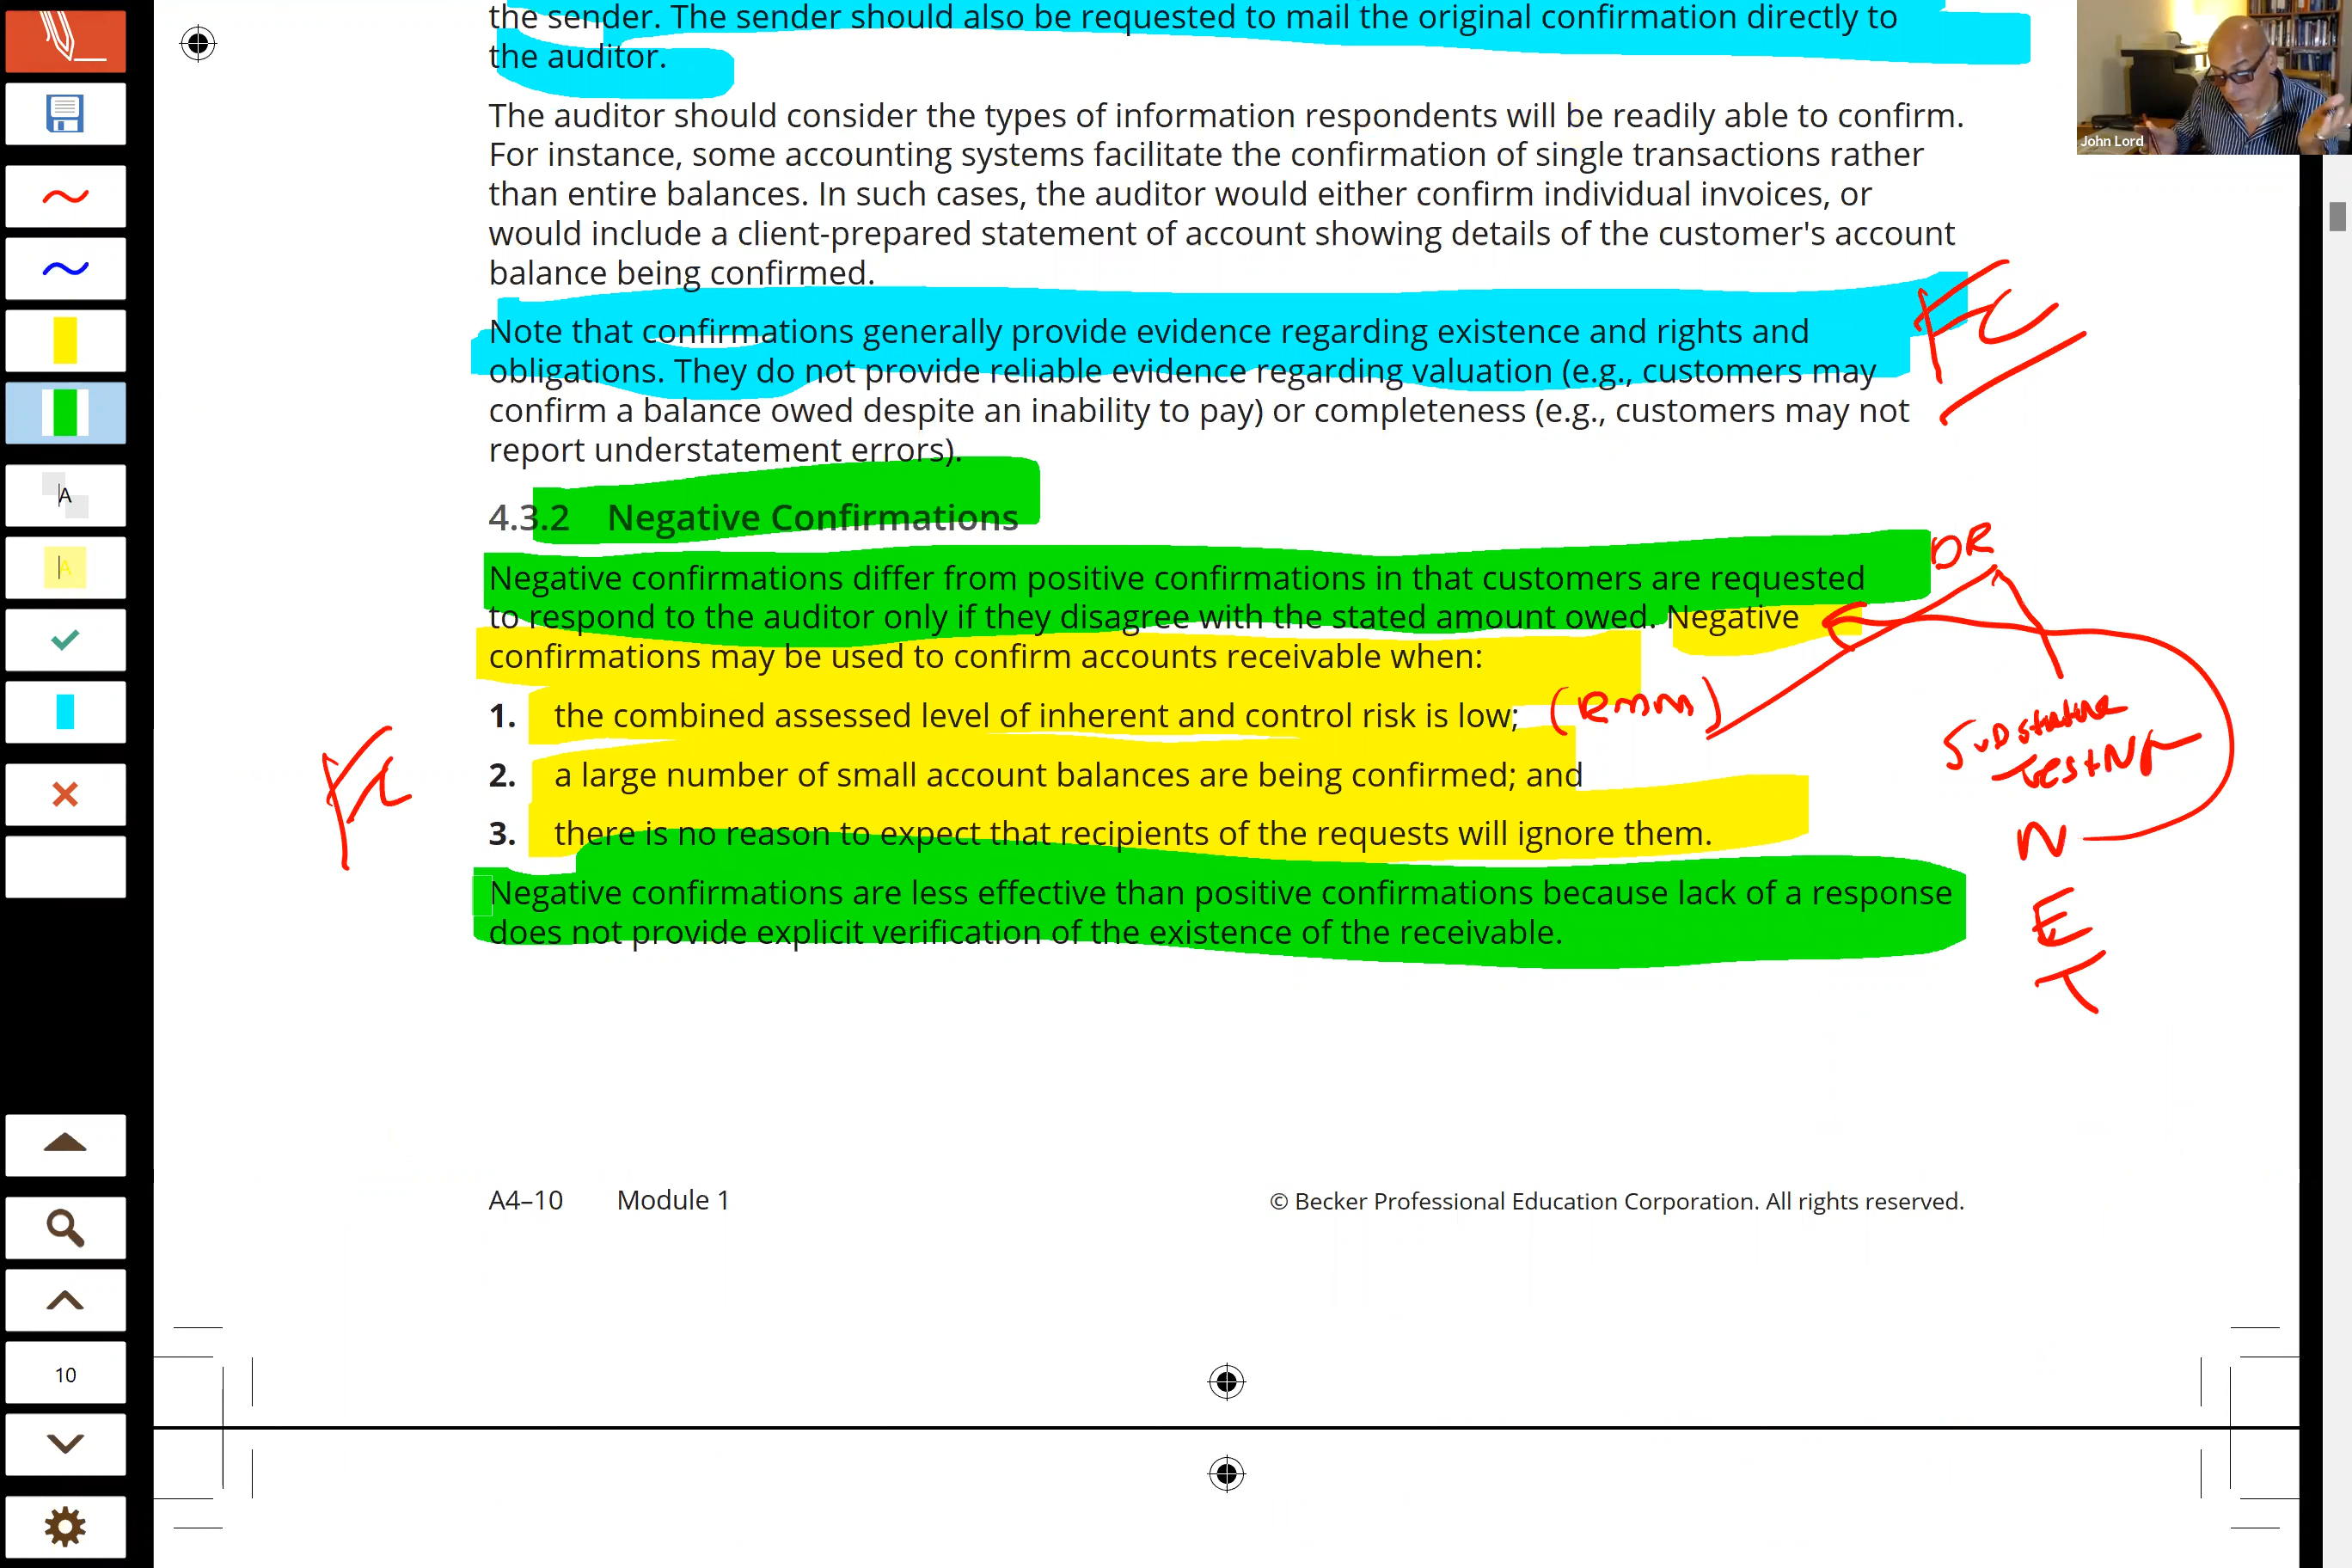 the sender. The sender should also be requested to mail the original confirmation directly to
the auditor.
John Lord
The auditor should consider the types of information respondents will be readily able to confirm.
For instance, some accounting systems facilitate the confirmation of single transactions rather
than entire balances. In such cases, the auditor would either confirm individual invoices, or
would include a client-prepared statement of account showing details of the customer's account
balance being confirmed.
Note that confirmations generally provide evidence regarding existence and rights and
obligations. They do not provide reliable evidence regarding valuation (e.g., customers may
confirm a balance owed despite an inability to pay) or completeness (e.g., customers may not
report understatement errors).
FC
4.3.2 Negative Confirmations
DR
Negative confirmations differ from positive confirmations in that customers are requested
to respond to the auditor only if they disagree with the stated amount owed. Negative
confirmations may be used to confirm accounts receivable when:
1. the combined assessed level of inherent and control risk is low; (RMM)
2. a large number of small account balances are being confirmed; and
3. there is no reason to expect that recipients of the requests will ignore them.
N
E
T
Negative confirmations are less effective than positive confirmations because lack of a response
does not provide explicit verification of the existence of the receivable.
A4–10 Module 1
© Becker Professional Education Corporation. All rights reserved.
10